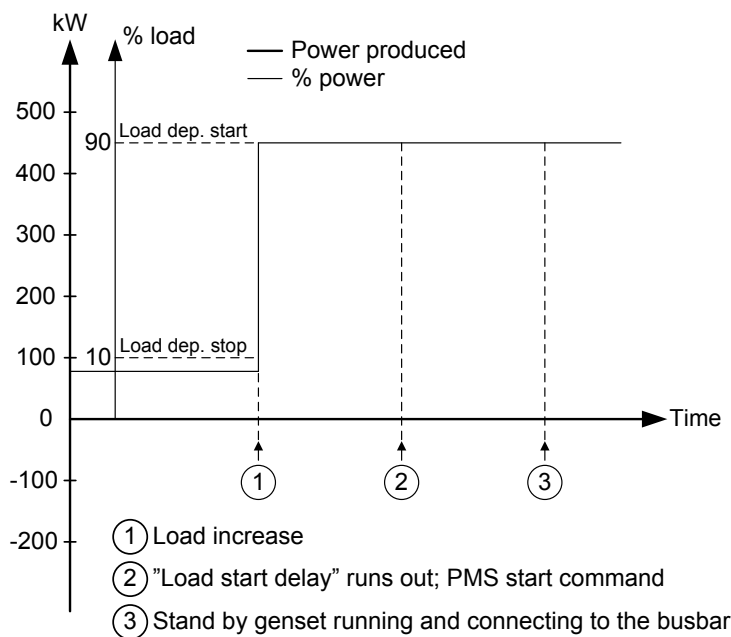 kW
% load
Power produced
% power
500
Load dep. start
90
400
300
200
Load dep. stop
100
10
0
Time
-100
1
2
3
-200
1 Load increase
2 ”Load start delay” runs out; PMS start command
3 Stand by genset running and connecting to the busbar